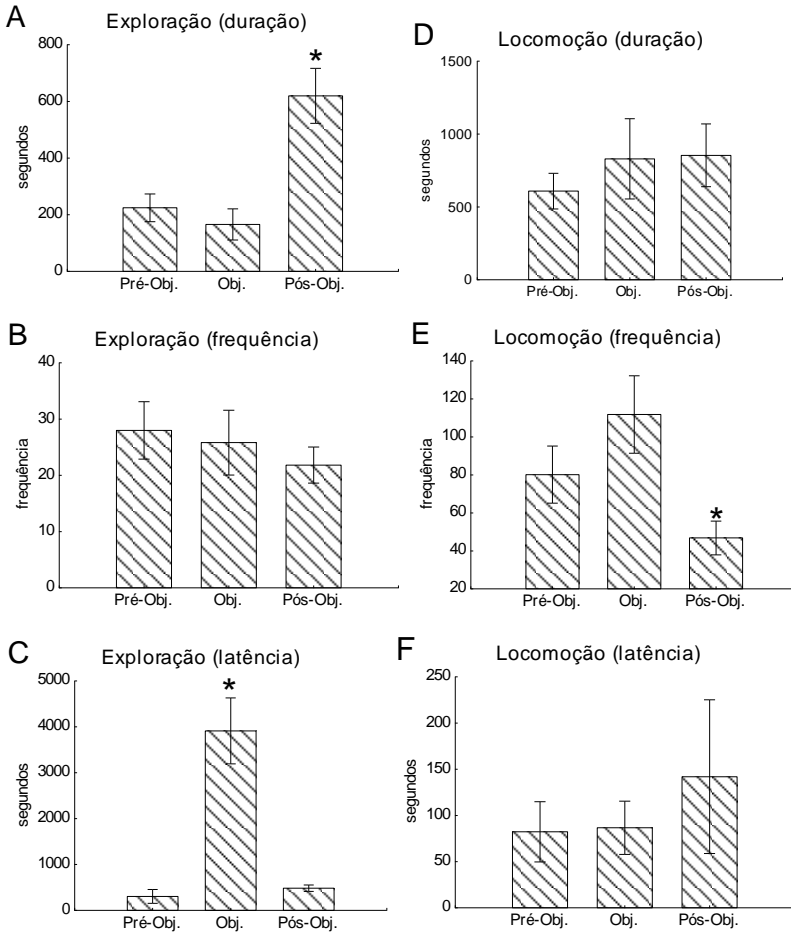 A
Exploração (duração)
800
600
400
200
0
segundos
*
Pré-Obj. Obj. Pós-Obj.
B
Exploração (frequência)
40
30
20
10
0
frequência
Pré-Obj. Obj. Pós-Obj.
C
Exploração (latência)
5000
4000
3000
2000
1000
0
segundos
*
Pré-Obj. Obj. Pós-Obj.
D
Locomoção (duração)
1500
1000
500
0
segundos
Pré-Obj. Obj. Pós-Obj.
E
Locomoção (frequência)
140
120
100
80
60
40
20
frequência
*
Pré-Obj. Obj. Pós-Obj.
F
Locomoção (latência)
250
200
150
100
50
0
segundos
Pré-Obj. Obj. Pós-Obj.